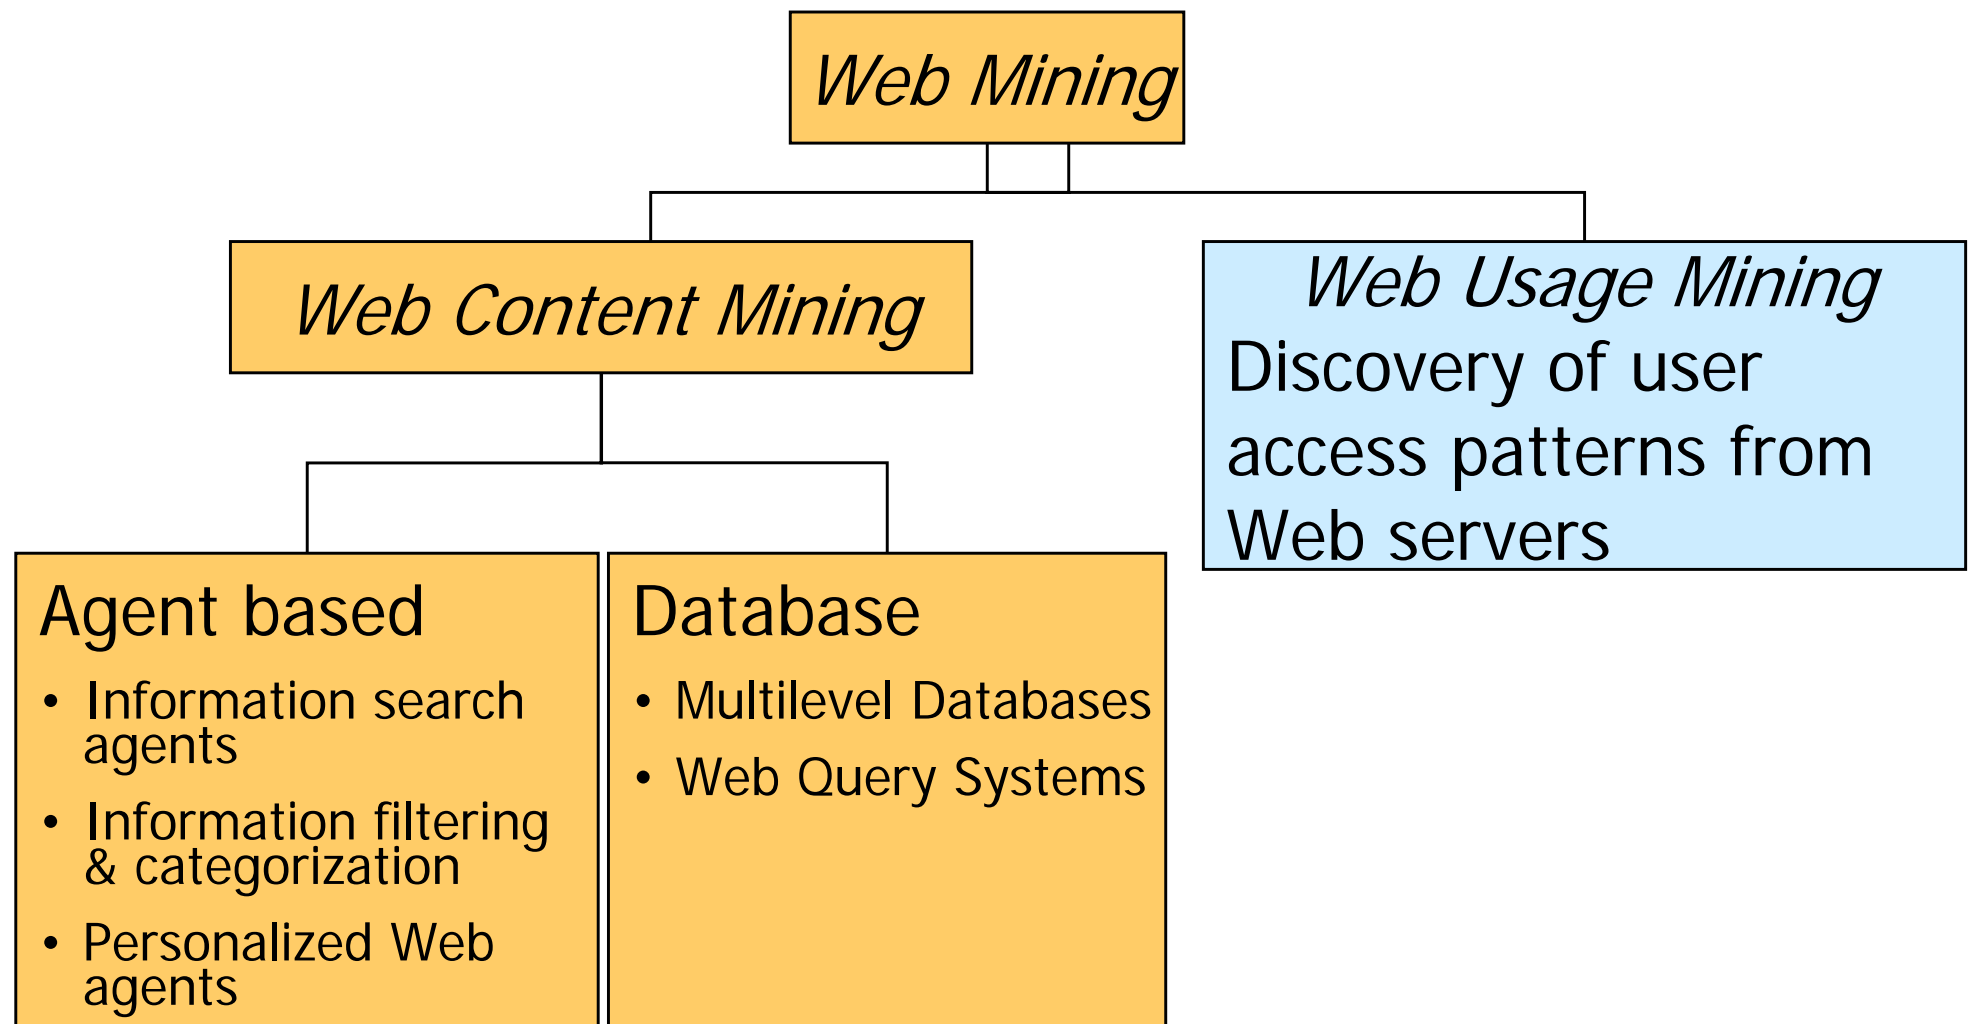 Web Mining
Web Content Mining
Web Usage Mining
Discovery of user
access patterns from
Web servers
Agent based
• Information search
agents
• Information filtering
& categorization
• Personalized Web
agents
Database
• Multilevel Databases
• Web Query Systems